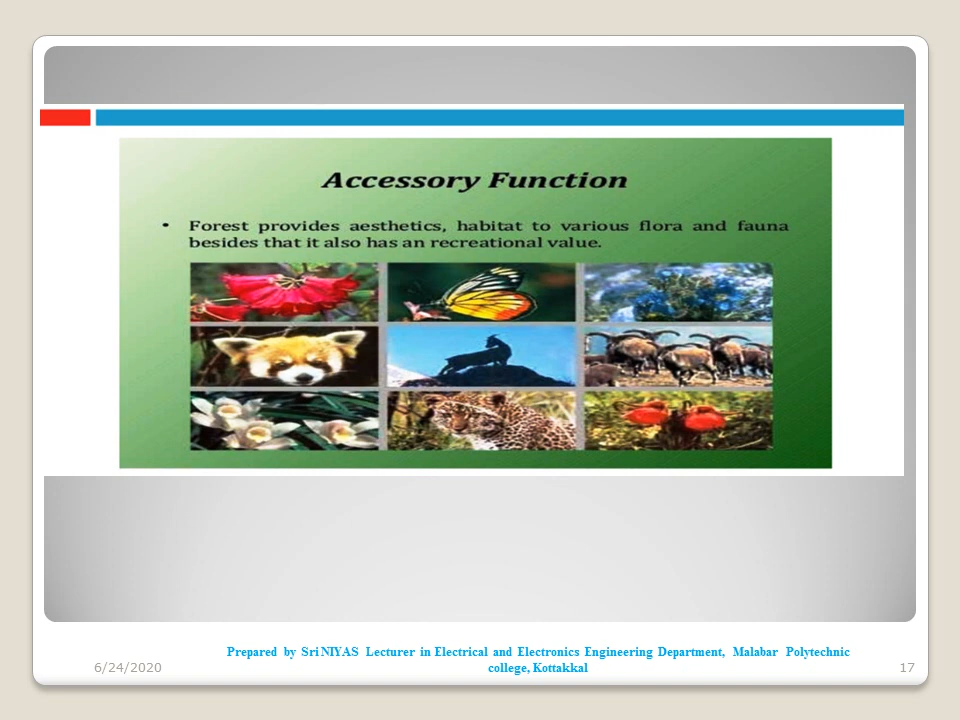 Accessory Function
• Forest provides aesthetics, habitat to various flora and fauna
besides that it also has an recreational value.
Prepared by Sri NIYAS Lecturer in Electrical and Electronics Engineering Department, Malabar Polytechnic
college, Kottakkal
6/24/2020
17